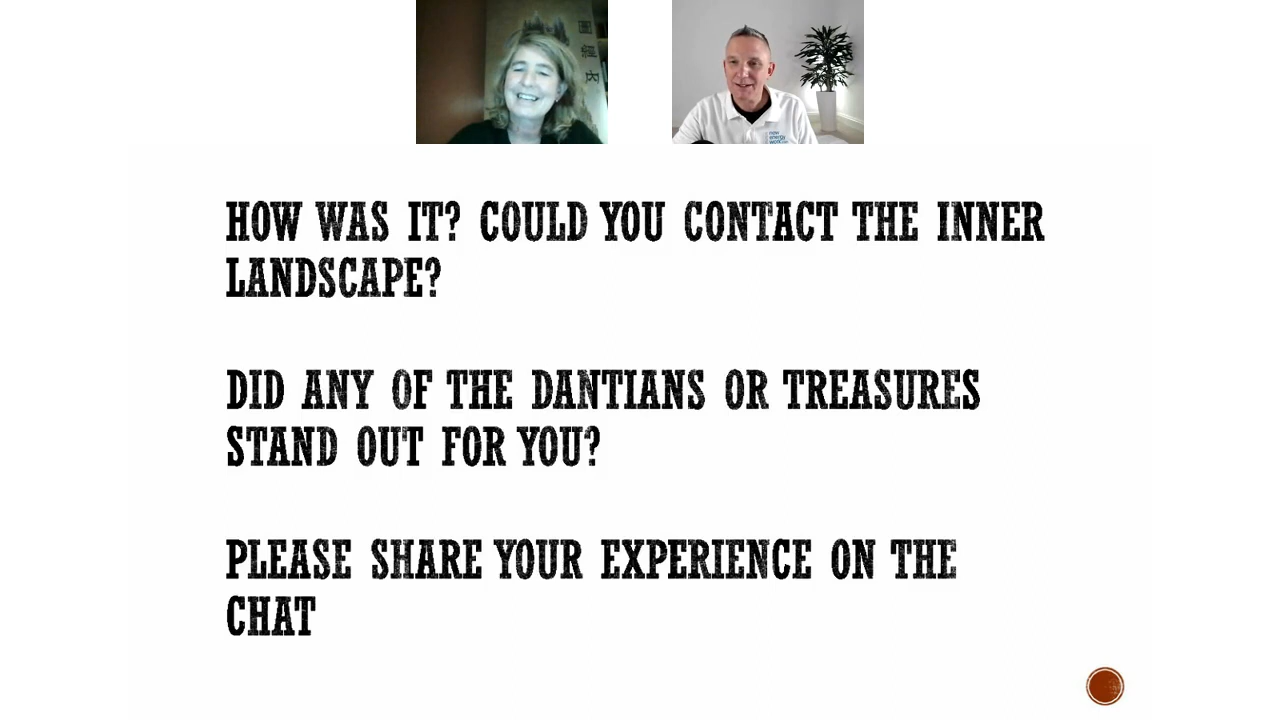 HOW WAS IT? COULD YOU CONTACT THE INNER
LANDSCAPE?
DID ANY OF THE DANTIANS OR TREASURES
STAND OUT FOR YOU?
PLEASE SHARE YOUR EXPERIENCE ON THE
CHAT